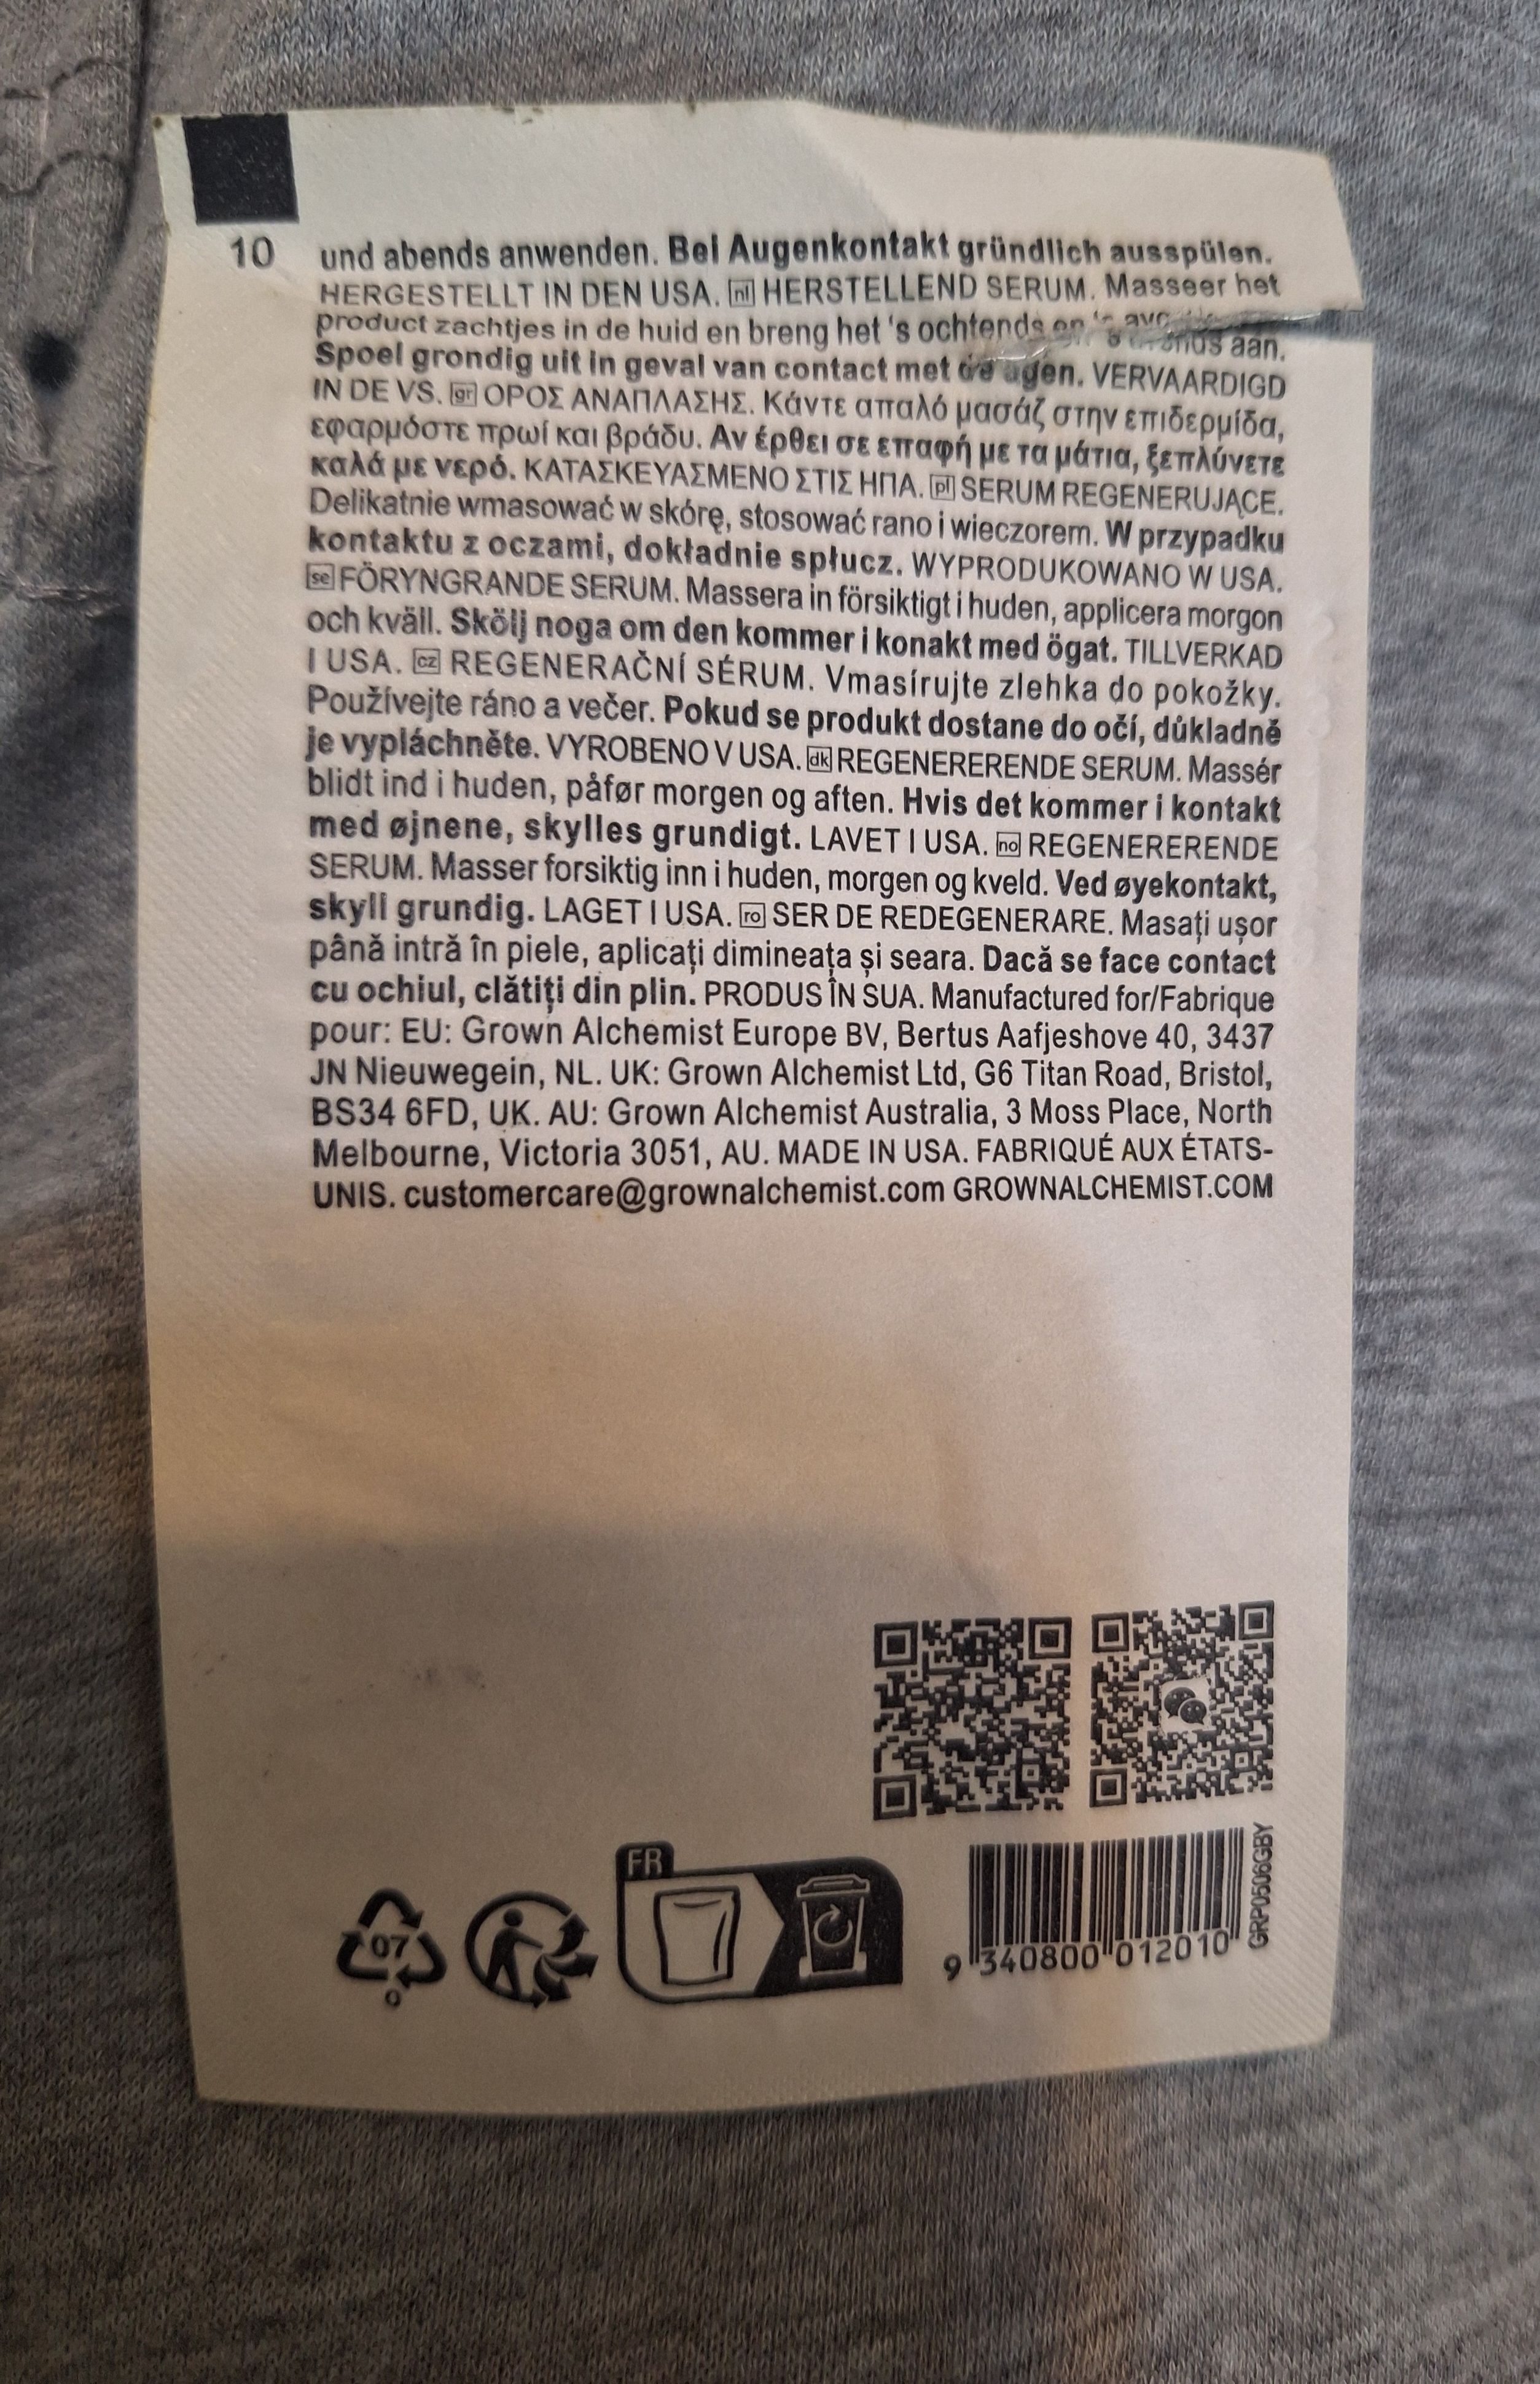 10
und abends anwenden. Bei Augenkontakt gründlich ausspülen.
HERGESTELLT IN DEN USA. nl HERSTELLEND SERUM. Masseer het
product zachtjes in de huid en breng het 's ochtends en 's aan.
Spoel grondig uit in geval van contact met de VERVAARDIGD
IN DE VS. gr ΟΡΟΣ ΑΝΑΠΛΑΣΗΣ. Κάντε απαλό μασάζ στην επιδερμίδα,
εφαρμόστε πρωί και βράδυ. Αν έρθει σε επαφή με τα μάτια, ξεπλύνετε
καλά με νερό. ΚΑΤΑΣΚΕΥΑΣΜΕΝΟ ΣΤΙΣ ΗΠΑ. pl SERUM REGENERUJĄCE.
Delikatnie wmasować w skórę, stosować rano i wieczorem. W przypadku
kontaktu z oczami, dokładnie spłucz. WYPRODUKOWANO W USA.
se FÖRYNGRANDE SERUM. Massera in försiktigt i huden, applicera morgon
och kväll. Skölj noga om den kommer i konakt med ögat. TILLVERKAD
I USA. cz REGENERAČNÍ SÉRUM. Vmasírujte zlehka do pokožky.
Používejte ráno a večer. Pokud se produkt dostane do očí, důkladně
je vypláchněte. VYROBENO V USA. dk REGENERERENDE SERUM. Massér
blidt ind i huden, påfør morgen og aften. Hvis det kommer i kontakt
med øjnene, skylles grundigt. LAVET I USA. no REGENERERENDE
SERUM. Masser forsiktig inn i huden, morgen og kveld. Ved øyekontakt,
skyll grundig. LAGET I USA. ro SER DE REDEGENERARE. Masați ușor
până intră în piele, aplicați dimineața și seara. Dacă se face contact
cu ochiul, clătiți din plin. PRODUS ÎN SUA. Manufactured for/Fabrique
pour: EU: Grown Alchemist Europe BV, Bertus Aafjeshove 40, 3437
JN Nieuwegein, NL. UK: Grown Alchemist Ltd, G6 Titan Road, Bristol,
BS34 6FD, UK. AU: Grown Alchemist Australia, 3 Moss Place, North
Melbourne, Victoria 3051, AU. MADE IN USA. FABRIQUÉ AUX ÉTATS-
UNIS. customercare@grownalchemist.com GROWNALCHEMIST.COM
FR
07
O
9 340800 012010
GRP0506GBY